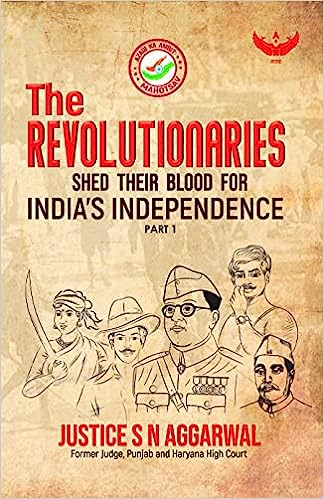 AZADI KA AMRIT
MAHOTSAV
The
REVOLUTIONARIES
SHED THEIR BLOOD FOR
INDIA'S INDEPENDENCE
PART 1
JUSTICE S N AGGARWAL
Former Judge, Punjab and Haryana High Court